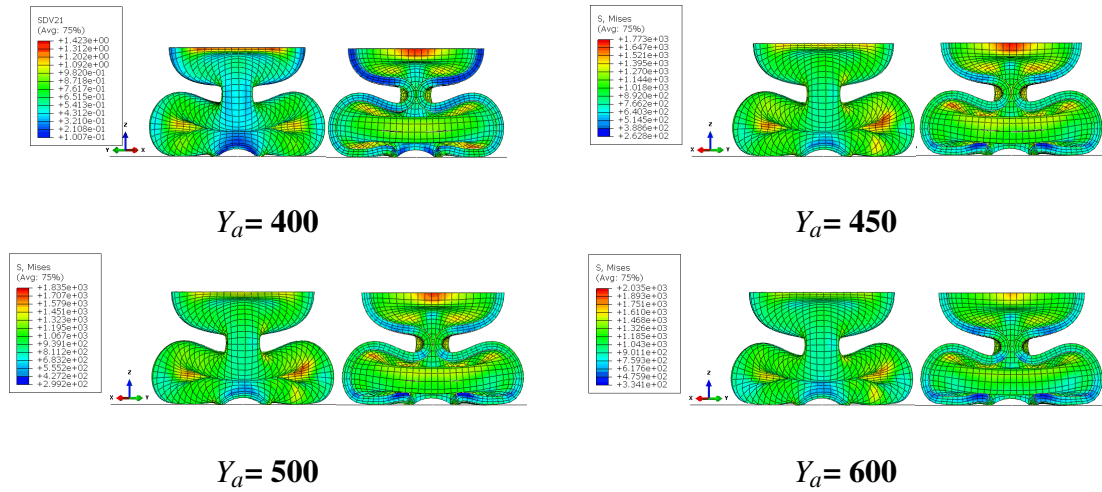 SDV21
(Avg: 75%)
+1.423e+00
+1.312e+00
+1.202e+00
+1.092e+00
+9.820e-01
+8.718e-01
+7.617e-01
+6.515e-01
+5.413e-01
+4.312e-01
+3.210e-01
+2.108e-01
+1.007e-01
Z
Y X
S, Mises
(Avg: 75%)
+1.773e+03
+1.647e+03
+1.521e+03
+1.395e+03
+1.270e+03
+1.144e+03
+1.018e+03
+8.920e+02
+7.662e+02
+6.403e+02
+5.145e+02
+3.886e+02
+2.628e+02
Z
X Y
Ya= 400
Ya= 450
S, Mises
(Avg: 75%)
+1.835e+03
+1.707e+03
+1.579e+03
+1.451e+03
+1.323e+03
+1.195e+03
+1.067e+03
+9.391e+02
+8.112e+02
+6.832e+02
+5.552e+02
+4.272e+02
+2.992e+02
Z
X Y
S, Mises
(Avg: 75%)
+2.035e+03
+1.893e+03
+1.751e+03
+1.610e+03
+1.468e+03
+1.326e+03
+1.185e+03
+1.043e+03
+9.011e+02
+7.593e+02
+6.176e+02
+4.759e+02
+3.341e+02
Z
X Y
Ya= 500
Ya= 600